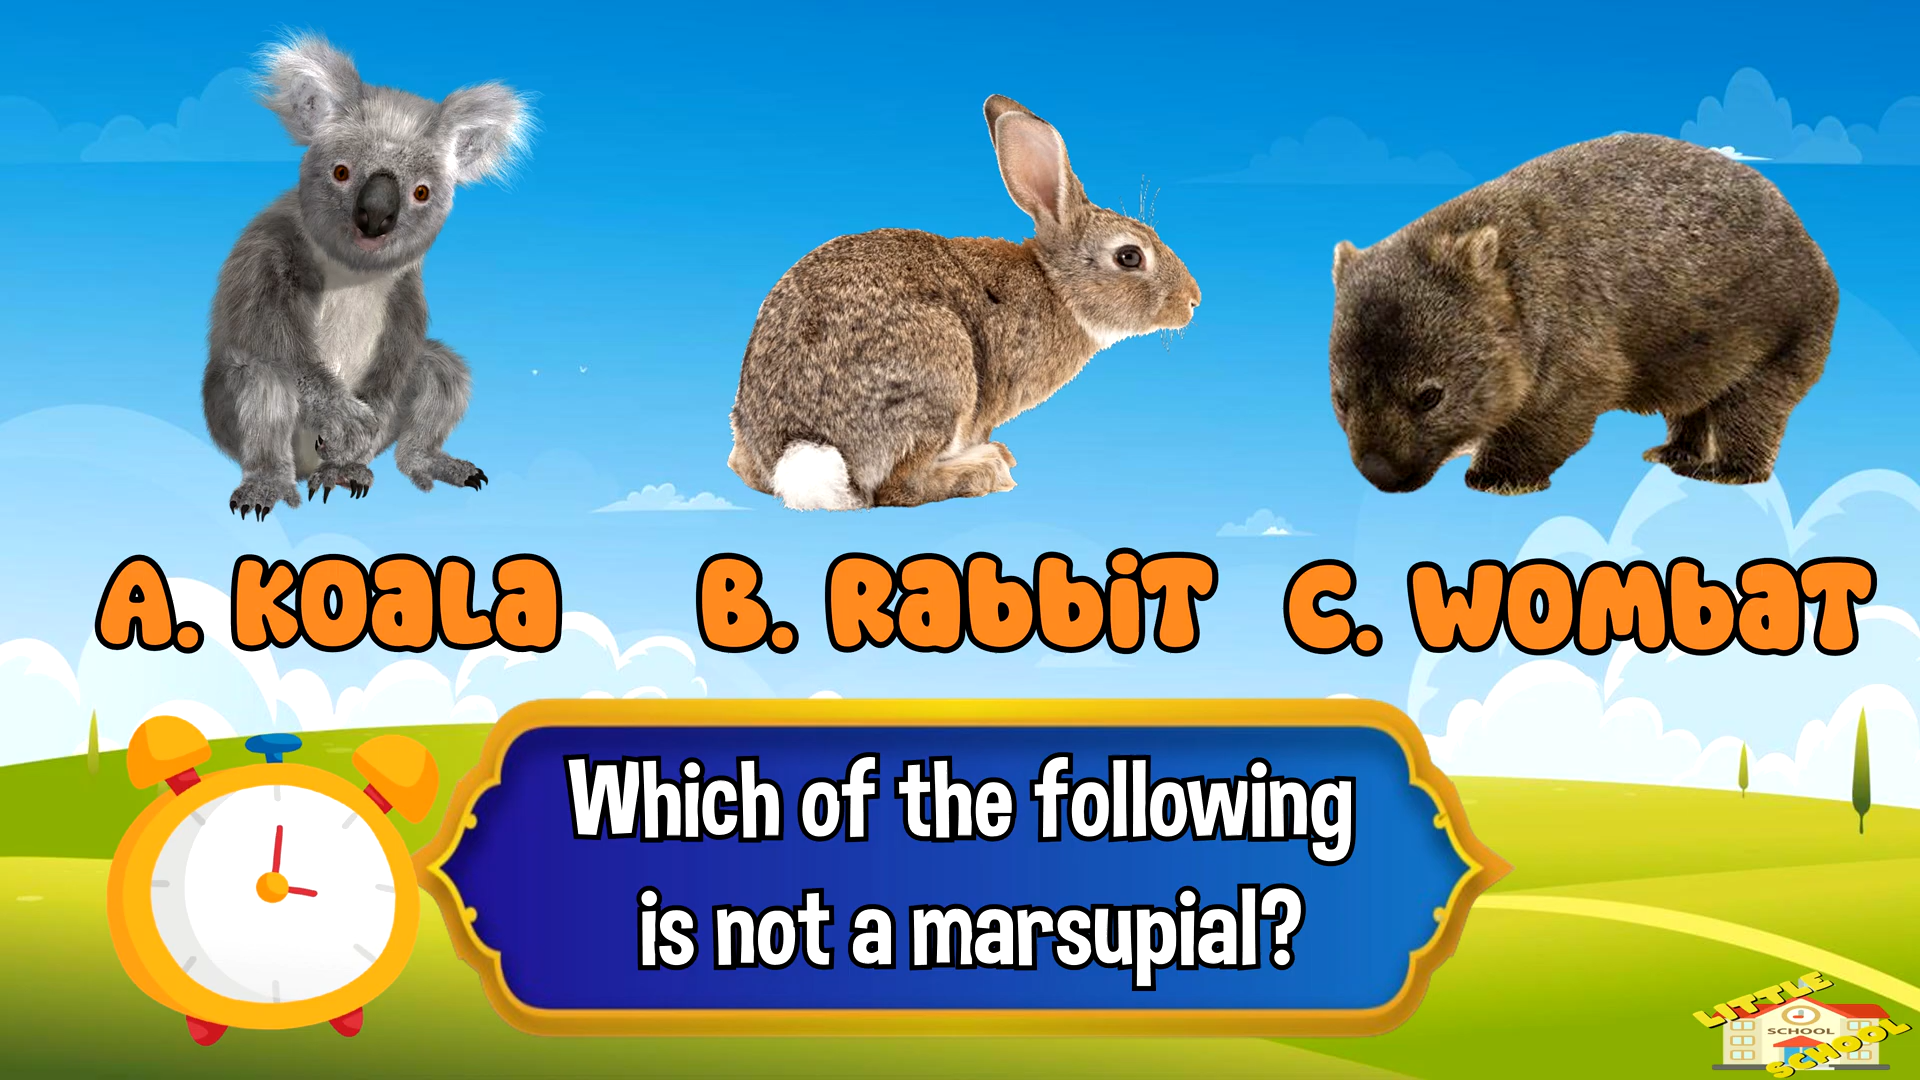 A. Koala
B. Rabbit
C. Wombat
Which of the following
is not a marsupial?
LITTLE
SCHOOL
SCHOOL